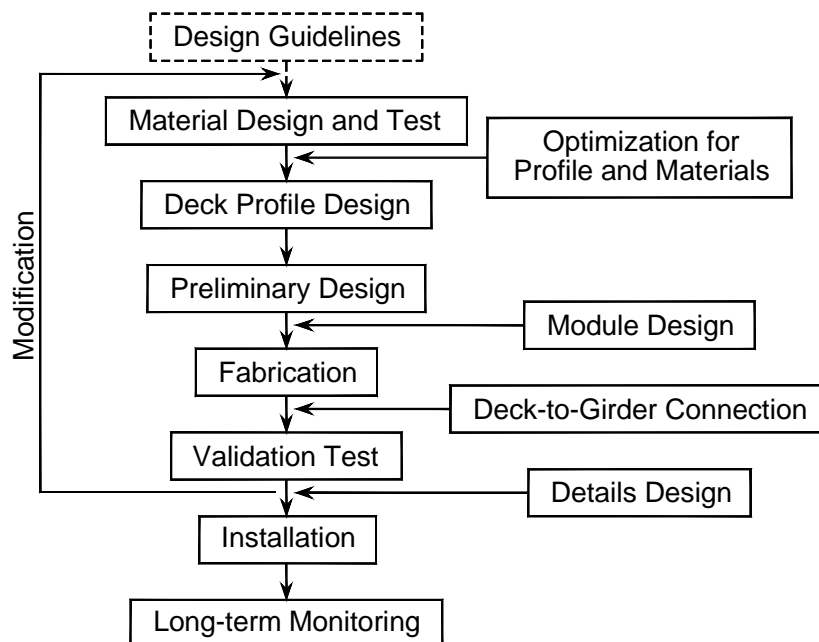 Design Guidelines
Material Design and Test
Optimization for
Profile and Materials
Deck Profile Design
Modification
Preliminary Design
Module Design
Fabrication
Deck-to-Girder Connection
Validation Test
Details Design
Installation
Long-term Monitoring